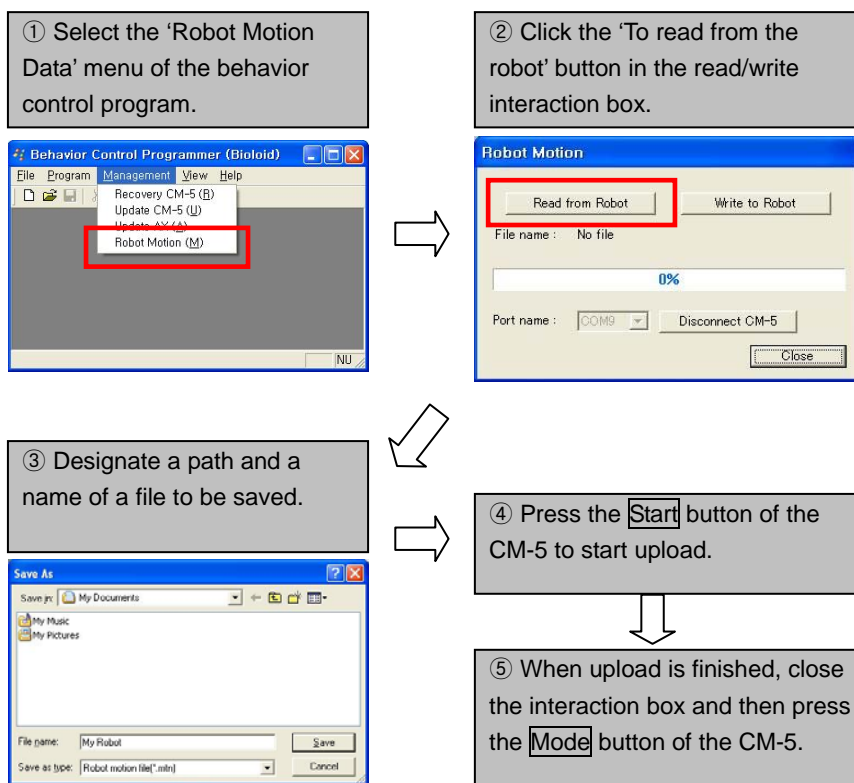 ① Select the ‘Robot Motion
Data’ menu of the behavior
control program.
Behavior Control Programmer (Bioloid)
File Program Management View Help
Recovery CM-5 (R)
Update CM-5 (U)
Update AX (A)
Robot Motion (M)
NU
② Click the ‘To read from the
robot’ button in the read/write
interaction box.
Robot Motion
Read from Robot Write to Robot
File name : No file
0%
Port name : COM9 Disconnect CM-5
Close
③ Designate a path and a
name of a file to be saved.
Save As
Save in: My Documents
My Music
My Pictures
File name: My Robot Save
Save as type: Robot motion file(*.mtn) Cancel
④ Press the Start button of the
CM-5 to start upload.
⑤ When upload is finished, close
the interaction box and then press
the Mode button of the CM-5.